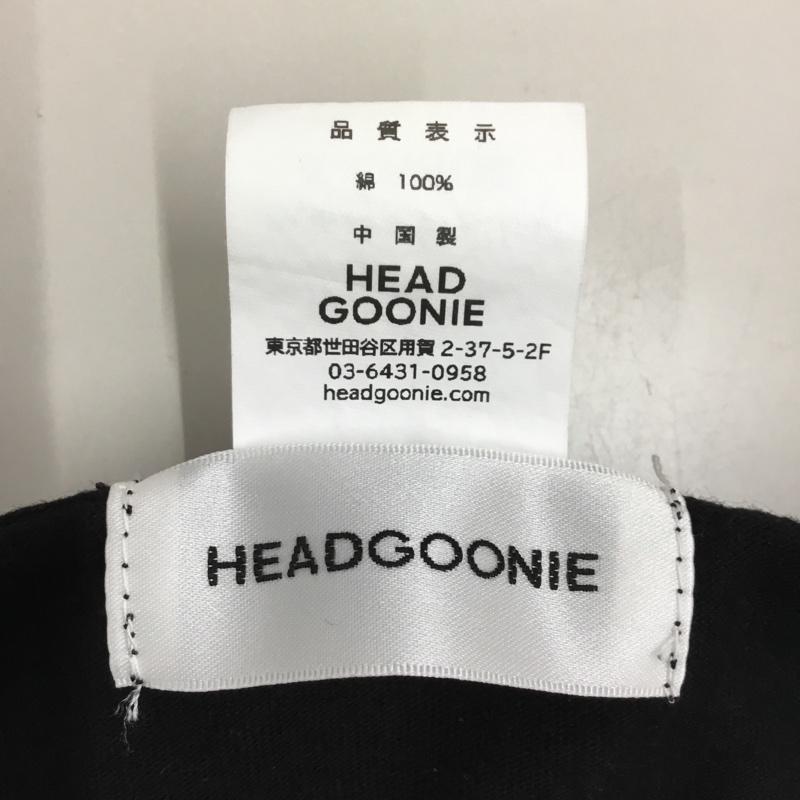 品質表示
綿 100%
中国製
HEAD
GOONIE
東京都世田谷区用賀 2-37-5-2F
03-6431-0958
headgoonie.com
HEADGOONIE